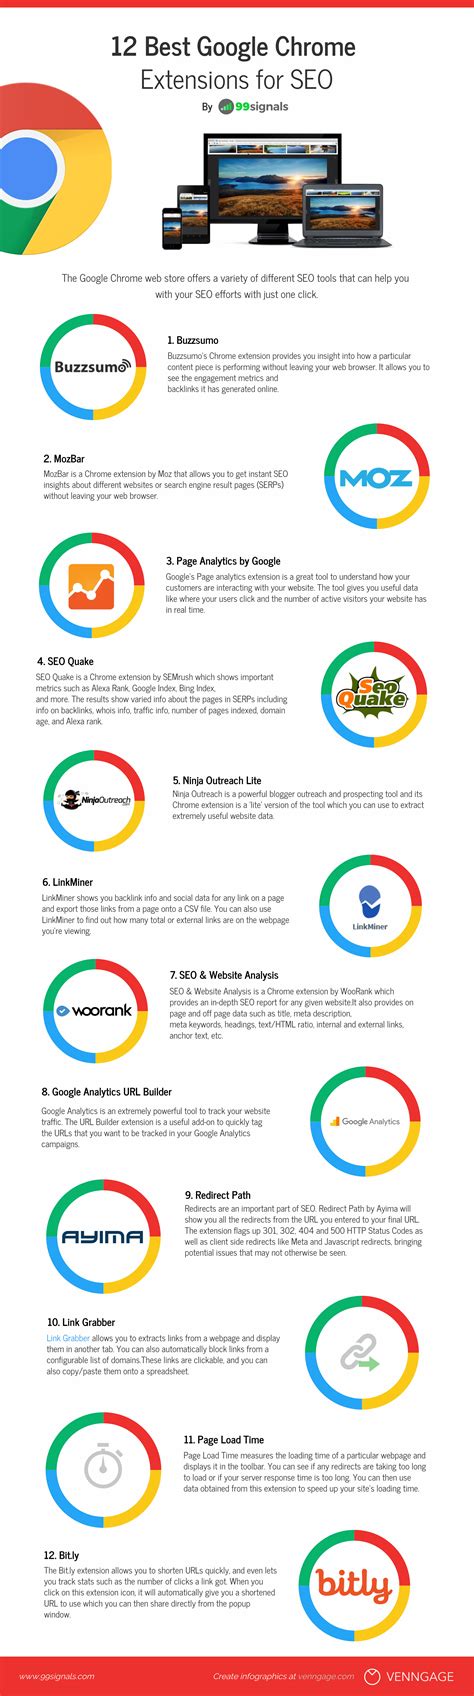 12 Best Google Chrome
Extensions for SEO
By 99signals
The Google Chrome web store offers a variety of different SEO tools that can help you
with your SEO efforts with just one click.
Buzzsumo
1. Buzzsumo
Buzzsumo's Chrome extension provides you insight into how a particular
content piece is performing without leaving your web browser. It allows you to
see the engagement metrics and
backlinks it has generated online.
2. MozBar
MozBar is a Chrome extension by Moz that allows you to get instant SEO
insights about different websites or search engine result pages (SERPs)
without leaving your web browser.
MOZ
3. Page Analytics by Google
Google's Page analytics extension is a great tool to understand how your
customers are interacting with your website. The tool gives you useful data
like where your users click and the number of active visitors your website has
in real time.
4. SEO Quake
SEO Quake is a Chrome extension by SEMrush which shows important
metrics such as Alexa Rank, Google Index, Bing Index,
and more. The results show varied info about the pages in SERPs including
info on backlinks, whois info, traffic info, number of pages indexed, domain
age, and Alexa rank.
Seo
Quake
NinjaOutreach
5. Ninja Outreach Lite
Ninja Outreach is a powerful blogger outreach and prospecting tool and its
Chrome extension is a 'lite' version of the tool which you can use to extract
extremely useful website data.
6. LinkMiner
LinkMiner shows you backlink info and social data for any link on a page
and export those links from a page onto a CSV file. You can also use
LinkMiner to find out how many total or external links are on the webpage
you're viewing.
LinkMiner
woorank
7. SEO & Website Analysis
SEO & Website Analysis is a Chrome extension by WooRank which
provides an in-depth SEO report for any given website.It also provides on
page and off page data such as title, meta description,
meta keywords, headings, text/HTML ratio, internal and external links,
anchor text, etc.
8. Google Analytics URL Builder
Google Analytics is an extremely powerful tool to track your website
traffic. The URL Builder extension is a useful add-on to quickly tag
the URLs that you want to be tracked in your Google Analytics
campaigns.
Google Analytics
AYIMA
9. Redirect Path
Redirects are an important part of SEO. Redirect Path by Ayima will
show you all the redirects from the URL you entered to your final URL.
The extension flags up 301, 302, 404 and 500 HTTP Status Codes as
well as client side redirects like Meta and Javascript redirects, bringing
potential issues that may not otherwise be seen.
10. Link Grabber
Link Grabber allows you to extracts links from a webpage and display
them in another tab. You can also automatically block links from a
configurable list of domains.These links are clickable, and you can
also copy/paste them onto a spreadsheet.
11. Page Load Time
Page Load Time measures the loading time of a particular webpage and
displays it in the toolbar. You can see if any redirects are taking too long
to load or if your server response time is too long. You can then use
data obtained from this extension to speed up your site's loading time.
12. Bit.ly
The Bit.ly extension allows you to shorten URLs quickly, and even lets
you track stats such as the number of clicks a link got. When you
click on this extension icon, it will automatically give you a shortened
URL to use which you can then share directly from the popup
window.
bitly
www.99signals.com
Create infographics at venngage.com
VENNGAGE